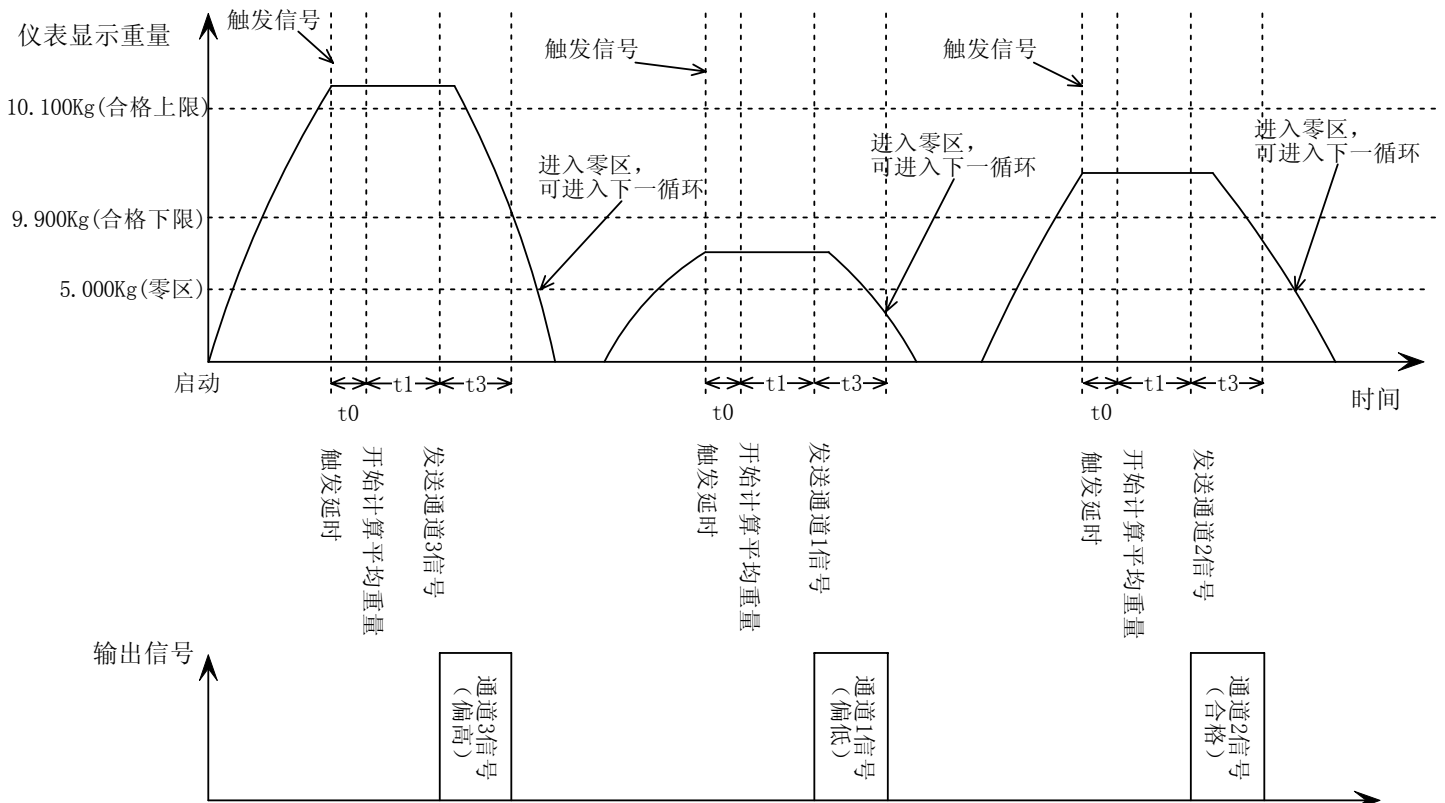 仪表显示重量
触发信号
触发信号
触发信号
10.100Kg(合格上限)
进入零区，
可进入下一循环
进入零区，
可进入下一循环
进入零区，
可进入下一循环
9.900Kg(合格下限)
5.000Kg(零区)
启动
t1
t3
t1
t3
t1
t3
时间
t0
t0
t0
触发延时
开始计算平均重量
发送通道3信号
触发延时
开始计算平均重量
发送通道1信号
触发延时
开始计算平均重量
发送通道2信号
输出信号
通道3信号
（偏高）
通道1信号
（偏低）
通道2信号
（合格）